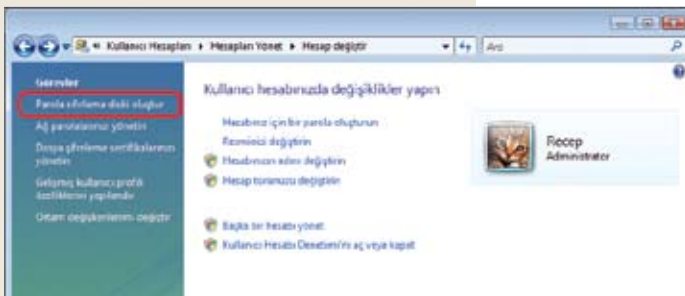 Kullanıcı Hesapları ▸ Hesapları Yönet ▸ Hesap değiştir
Ara
Görevler
Parola sıfırlama diski oluştur
Ağ parolalarınızı yönetin
Dosya şifreleme sertifikalarınızı
yönetin
Gelişmiş kullanıcı profili
özelliklerini yapılandır
Ortam değişkenlerimi değiştir
Kullanıcı hesabınızda değişiklikler yapın
Hesabınız için bir parola oluşturun
Resminizi değiştirin
Hesabınızın adını değiştirin
Hesap türünüzü değiştirin
Başka bir hesabı yönet
Kullanıcı Hesabı Denetimi'ni aç veya kapat
Recep
Administrator